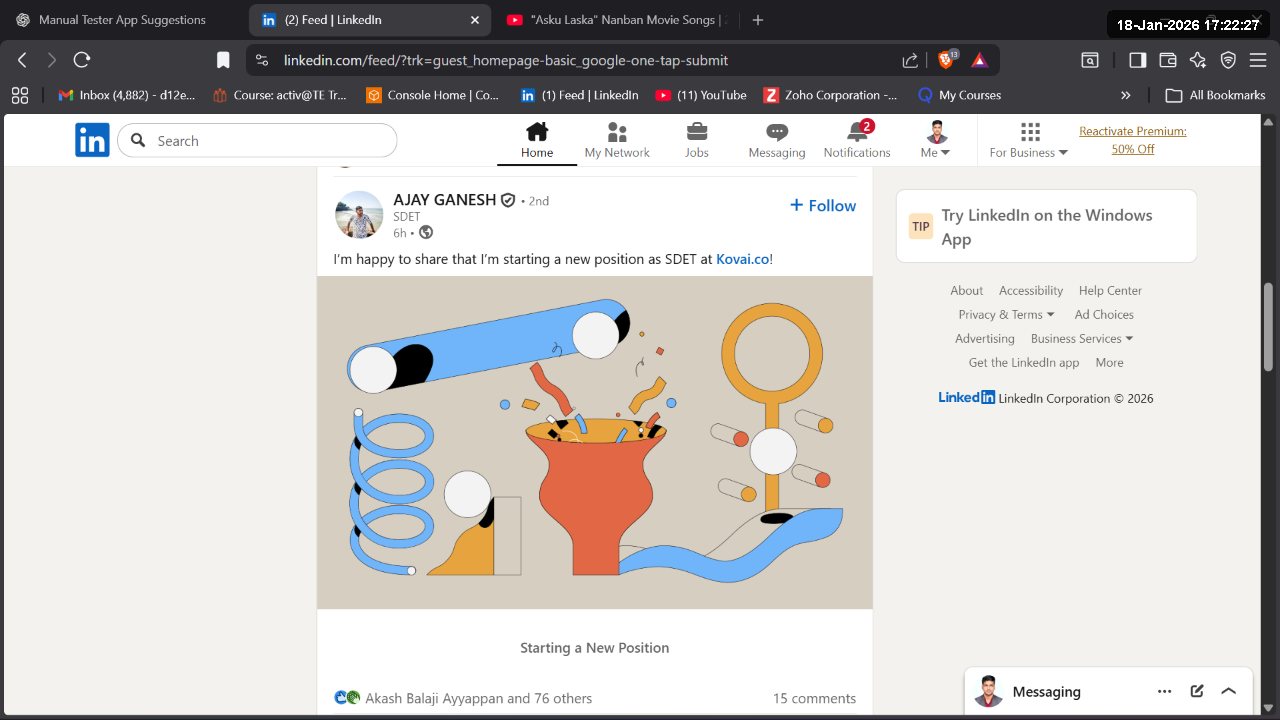 Manual Tester App Suggestions
(2) Feed | LinkedIn
"Asku Laska" Nanban Movie Songs |
18-Jan-2026 17:22:27
linkedin.com/feed/?trk=guest_homepage-basic_google-one-tap-submit
13
Inbox (4,882) - d12e...
Course: activ@TE Tr...
Console Home | Co...
(1) Feed | LinkedIn
(11) YouTube
Zoho Corporation -...
My Courses
»
All Bookmarks
in
Search
Home
My Network
Jobs
Messaging
2
Notifications
Me
For Business
Reactivate Premium:
50% Off
AJAY GANESH • 2nd
SDET
6h •
+ Follow
I'm happy to share that I'm starting a new position as SDET at Kovai.co!
Starting a New Position
Akash Balaji Ayyappan and 76 others
15 comments
TIP
Try LinkedIn on the Windows
App
About Accessibility Help Center
Privacy & Terms Ad Choices
Advertising Business Services
Get the LinkedIn app More
LinkedIn LinkedIn Corporation © 2026
Messaging